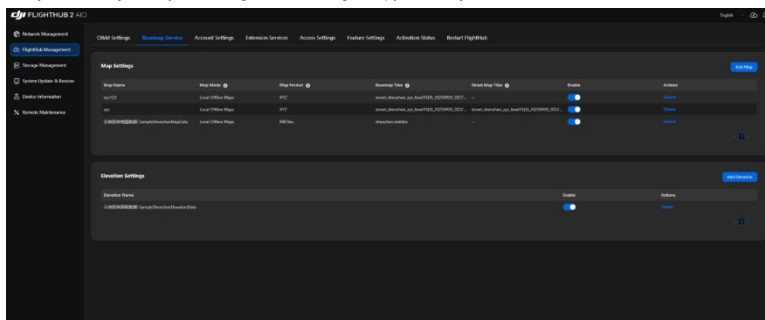 dji FLIGHTHUB 2 AIO
English
Network Management
FlightHub Management
Storage Management
System Update & Restore
Device Information
Remote Maintenance
O&M Settings Basemap Service Account Settings Extension Services Access Settings Feature Settings Activation Status Restart FlightHub
Map Settings
Add Map
Map Name Map Mode Map Format Basemap Tiles Street Map Tiles Enable Actions
Local Offline Maps XYZ Delete
xyz Local Offline Maps XYZ Delete
Local Offline Maps MBTiles shenzhen.mbtiles Delete
Elevation Settings
Add Elevation
Elevation Name Enable Actions
Delete